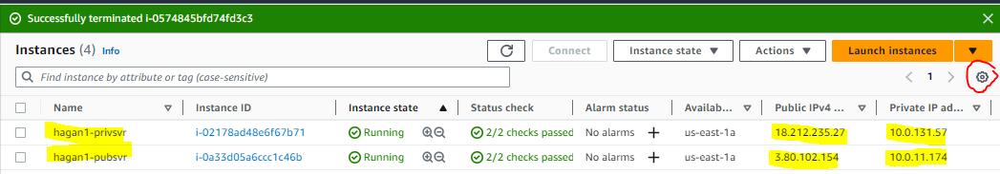 Successfully terminated i-0574845bfd74fd3c3
Instances (4) Info Connect Instance state Actions Launch instances
Find instance by attribute or tag (case-sensitive) 1
Name Instance ID Instance state Status check Alarm status Availab... Public IPv4 ... Private IP ad...
hagan1-privsvr i-02178ad48e6f67b71 Running 2/2 checks passed No alarms us-east-1a 18.212.235.27 10.0.131.57
hagan1-pubsvr i-0a33d05a6ccc1c46b Running 2/2 checks passed No alarms us-east-1a 3.80.102.154 10.0.11.174